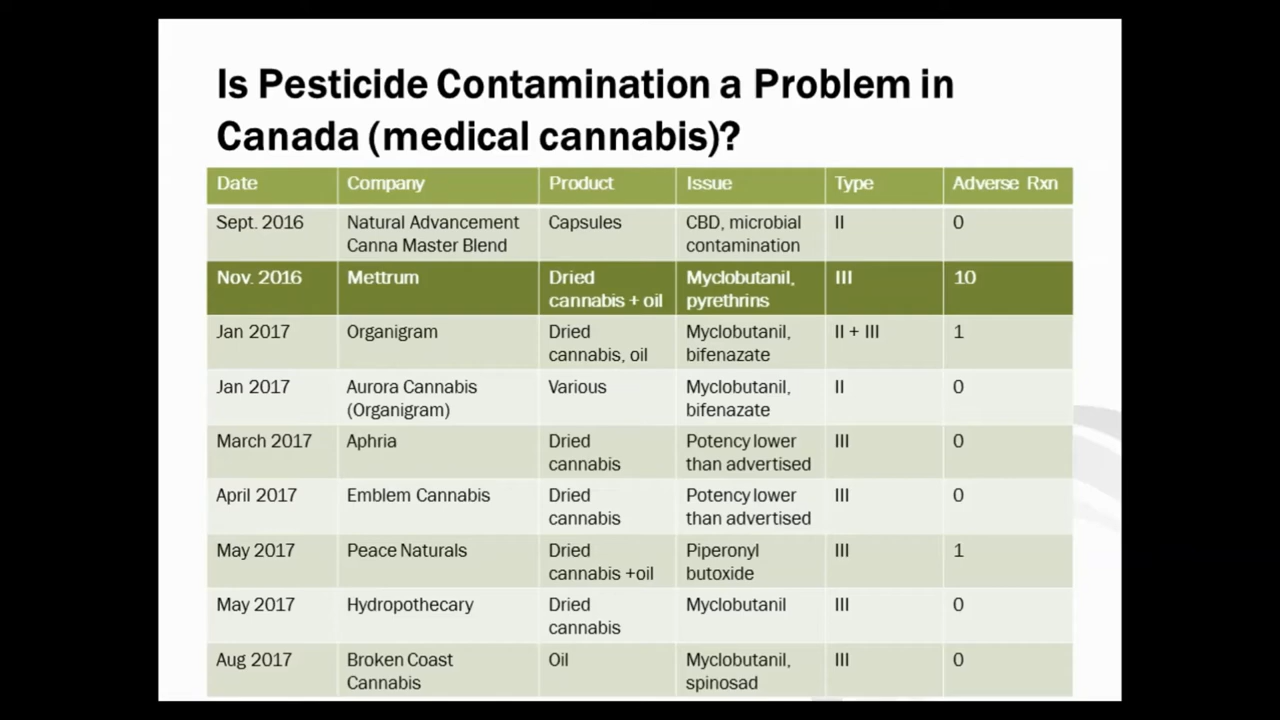 Is Pesticide Contamination a Problem in
Canada (medical cannabis)?
Date Company Product Issue Type Adverse Rxn
Sept. 2016 Natural Advancement Capsules CBD, microbial II 0
Canna Master Blend contamination
Nov. 2016 Mettrum Dried Myclobutanil, III 10
cannabis + oil pyrethrins
Jan 2017 Organigram Dried Myclobutanil, II + III 1
cannabis, oil bifenazate
Jan 2017 Aurora Cannabis Various Myclobutanil, II 0
(Organigram) bifenazate
March 2017 Aphria Dried Potency lower III 0
cannabis than advertised
April 2017 Emblem Cannabis Dried Potency lower III 0
cannabis than advertised
May 2017 Peace Naturals Dried Piperonyl III 1
cannabis +oil butoxide
May 2017 Hydropothecary Dried Myclobutanil III 0
cannabis
Aug 2017 Broken Coast Oil Myclobutanil, III 0
Cannabis spinosad